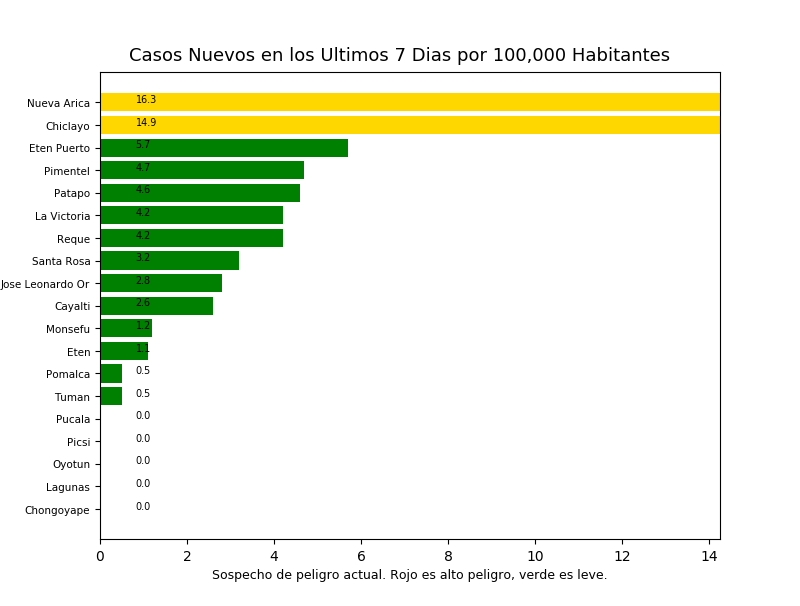 Casos Nuevos en los Ultimos 7 Dias por 100,000 Habitantes
Nueva Arica 16.3
Chiclayo 14.9
Eten Puerto 5.7
Pimentel 4.7
Patapo 4.6
La Victoria 4.2
Reque 4.2
Santa Rosa 3.2
Jose Leonardo Or 2.8
Cayalti 2.6
Monsefu 1.2
Eten 1.1
Pomalca 0.5
Tuman 0.5
Pucala 0.0
Picsi 0.0
Oyotun 0.0
Lagunas 0.0
Chongoyape 0.0
0 2 4 6 8 10 12 14
Sospecho de peligro actual. Rojo es alto peligro, verde es leve.